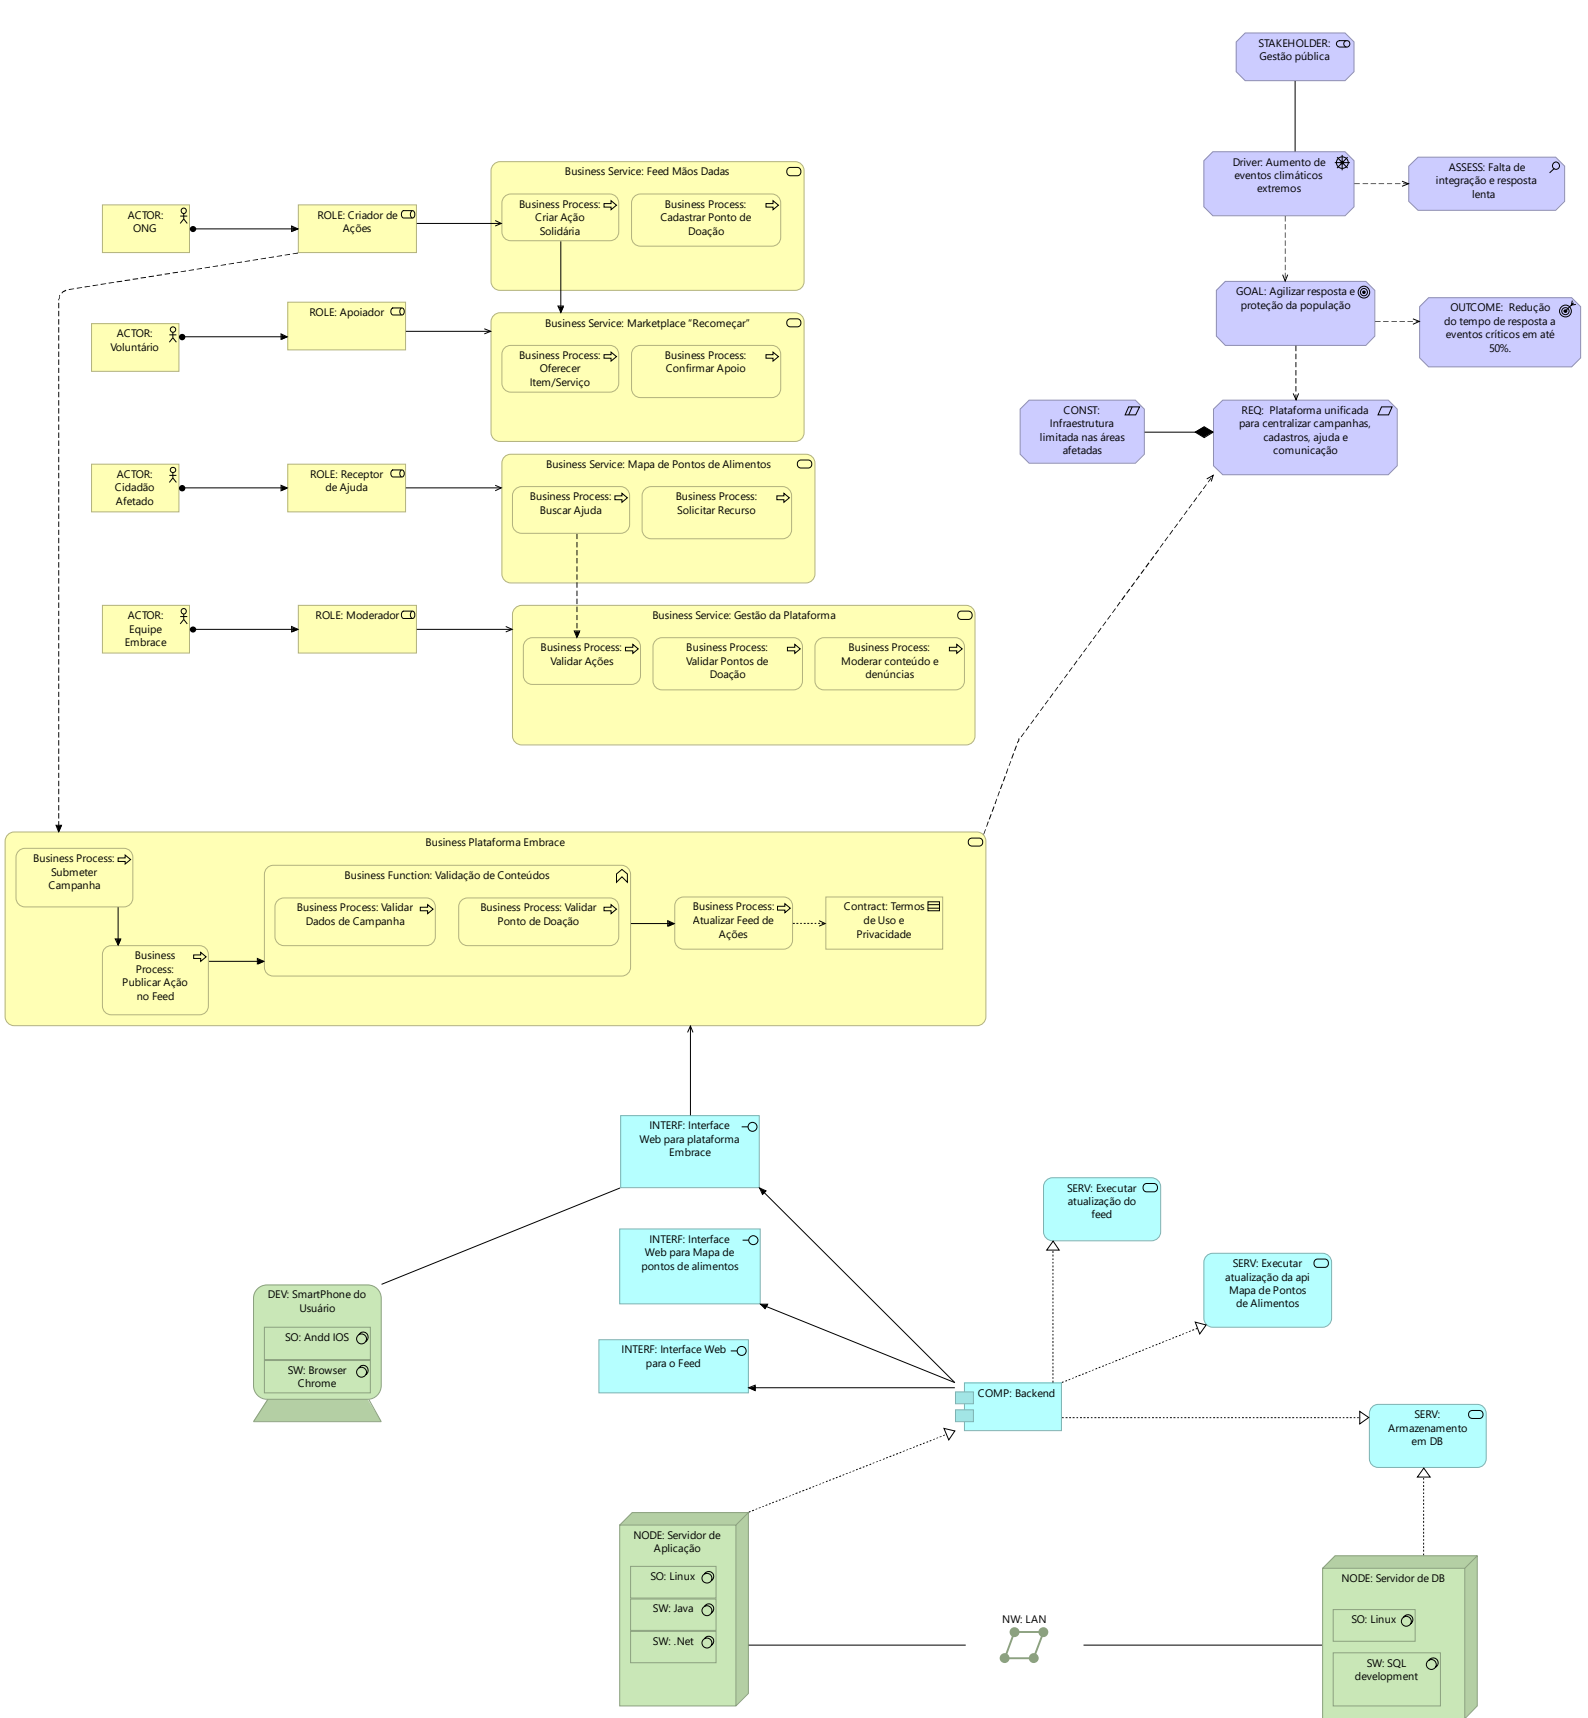 STAKEHOLDER:
Gestão pública
Driver: Aumento de
eventos climáticos
extremos
ASSESS: Falta de
integração e resposta
lenta
GOAL: Agilizar resposta e
proteção da população
OUTCOME: Redução
do tempo de resposta a
eventos críticos em até
50%.
CONST:
Infraestrutura
limitada nas áreas
afetadas
REQ: Plataforma unificada
para centralizar campanhas,
cadastros, ajuda e
comunicação
ACTOR:
ONG
ROLE: Criador de
Ações
Business Service: Feed Mãos Dadas
Business Process:
Criar Ação
Solidária
Business Process:
Cadastrar Ponto de
Doação
ACTOR:
Voluntário
ROLE: Apoiador
Business Service: Marketplace "Recomeçar"
Business Process:
Oferecer
Item/Serviço
Business Process:
Confirmar Apoio
ACTOR:
Cidadão
Afetado
ROLE: Receptor
de Ajuda
Business Service: Mapa de Pontos de Alimentos
Business Process:
Buscar Ajuda
Business Process:
Solicitar Recurso
ACTOR:
Equipe
Embrace
ROLE: Moderador
Business Service: Gestão da Plataforma
Business Process:
Validar Ações
Business Process:
Validar Pontos de
Doação
Business Process:
Moderar conteúdo e
denúncias
Business Plataforma Embrace
Business Process:
Submeter
Campanha
Business
Process:
Publicar Ação
no Feed
Business Function: Validação de Conteúdos
Business Process: Validar
Dados de Campanha
Business Process: Validar
Ponto de Doação
Business Process:
Atualizar Feed de
Ações
Contract: Termos
de Uso e
Privacidade
INTERF: Interface
Web para plataforma
Embrace
INTERF: Interface
Web para Mapa de
pontos de alimentos
INTERF: Interface Web
para o Feed
SERV: Executar
atualização do
feed
SERV: Executar
atualização da api
Mapa de Pontos
de Alimentos
COMP: Backend
SERV:
Armazenamento
em DB
DEV: SmartPhone do
Usuário
SO: Andd IOS
SW: Browser
Chrome
NODE: Servidor de
Aplicação
SO: Linux
SW: Java
SW: .Net
NW: LAN
NODE: Servidor de DB
SO: Linux
SW: SQL
development